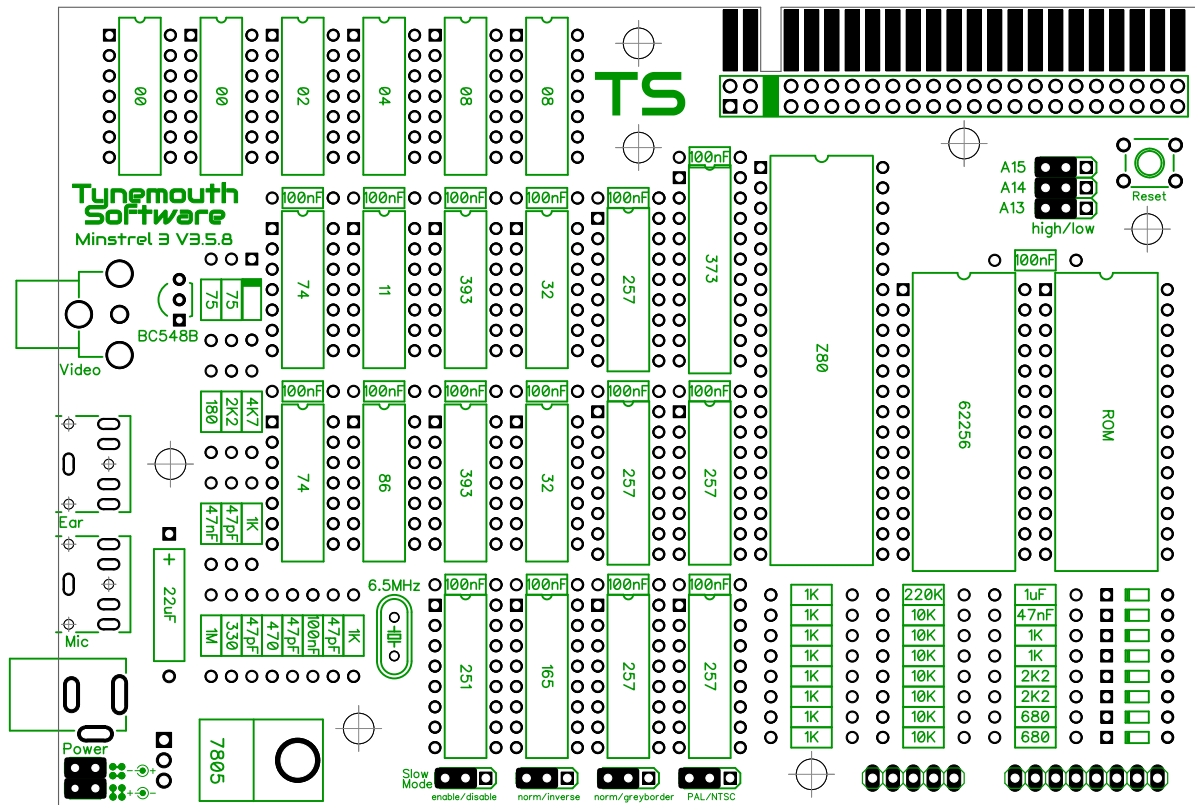 00
00
02
04
08
08
TS
Tynemouth
Software
Minstrel 3 V3.5.8
100nF
100nF
100nF
100nF
100nF
100nF
74
11
393
32
257
373
Z80
A15
A14
A13
high/low
Reset
100nF
62256
ROM
Video
BC548B
75
75
180
2K2
4K7
100nF
100nF
100nF
100nF
100nF
100nF
74
86
393
32
257
257
Ear
47nF
47pF
1K
Mic
+
22uF
6.5MHz
1M
330
47pF
470
47pF
100nF
47pF
1K
100nF
100nF
100nF
100nF
251
165
257
257
1K
220K
1uF
1K
10K
47nF
1K
10K
1K
1K
10K
1K
1K
10K
2K2
1K
10K
2K2
1K
10K
680
1K
10K
680
Power
- +
- +
7805
Slow
Mode
enable/disable
norm/inverse
norm/greyborder
PAL/NTSC